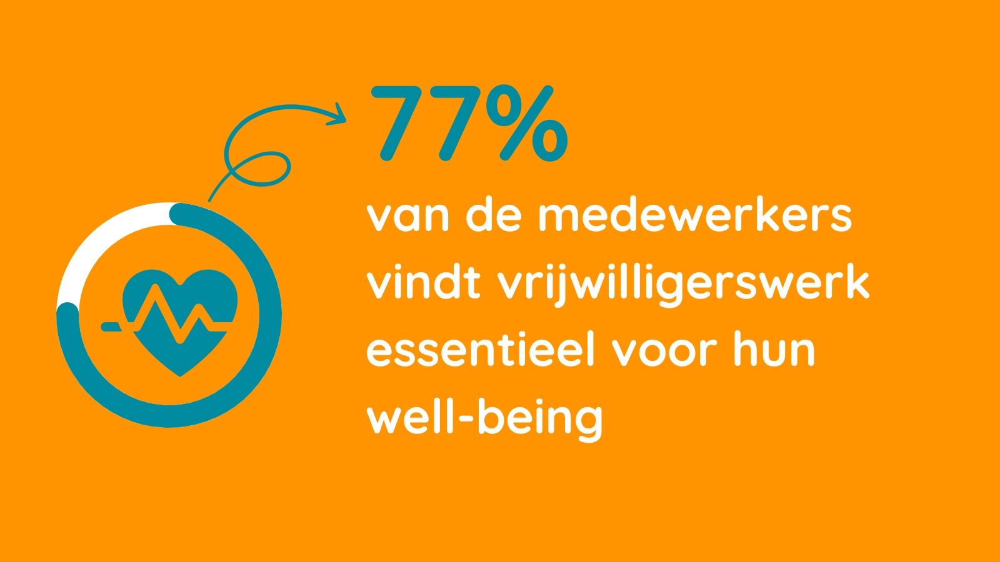 77%
van de medewerkers
vindt vrijwilligerswerk
essentieel voor hun
well-being